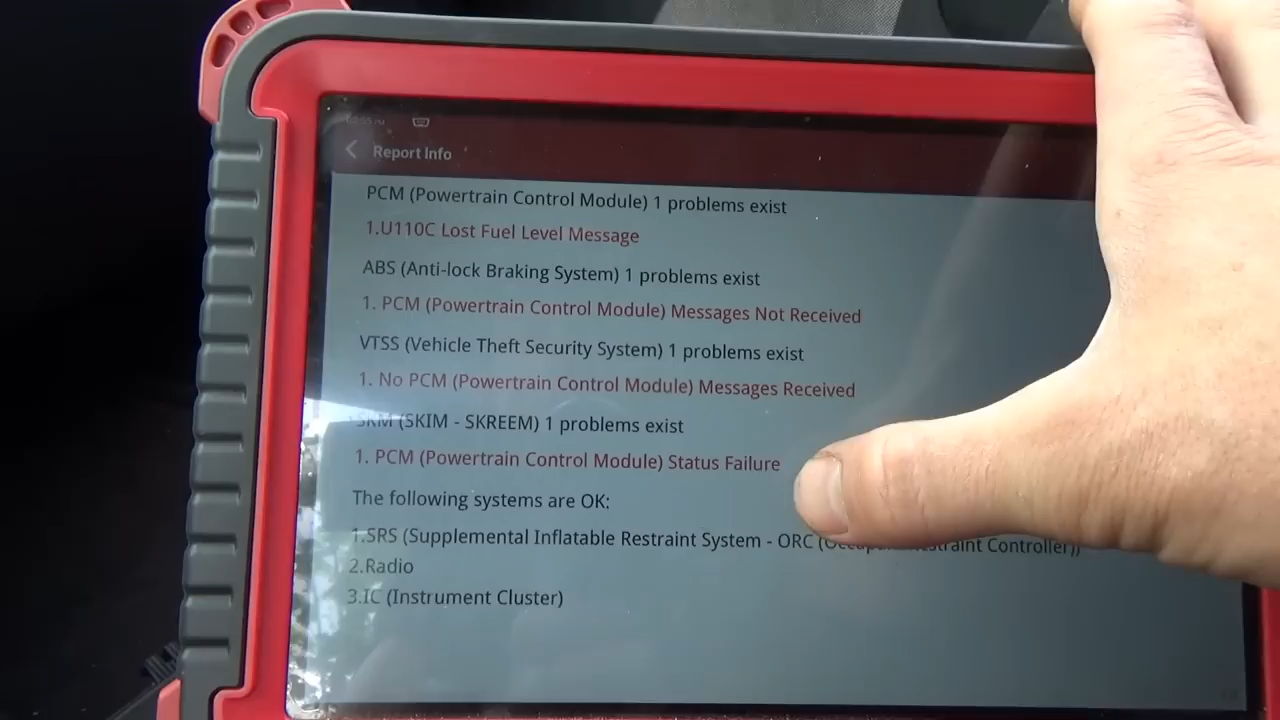 Report Info
PCM (Powertrain Control Module) 1 problems exist
1.U110C Lost Fuel Level Message
ABS (Anti-lock Braking System) 1 problems exist
1. PCM (Powertrain Control Module) Messages Not Received
VTSS (Vehicle Theft Security System) 1 problems exist
1. No PCM (Powertrain Control Module) Messages Received
SKIM (SKIM - SKREEM) 1 problems exist
1. PCM (Powertrain Control Module) Status Failure
The following systems are OK:
1.SRS (Supplemental Inflatable Restraint System - ORC (Controller))
2.Radio
3.IC (Instrument Cluster)